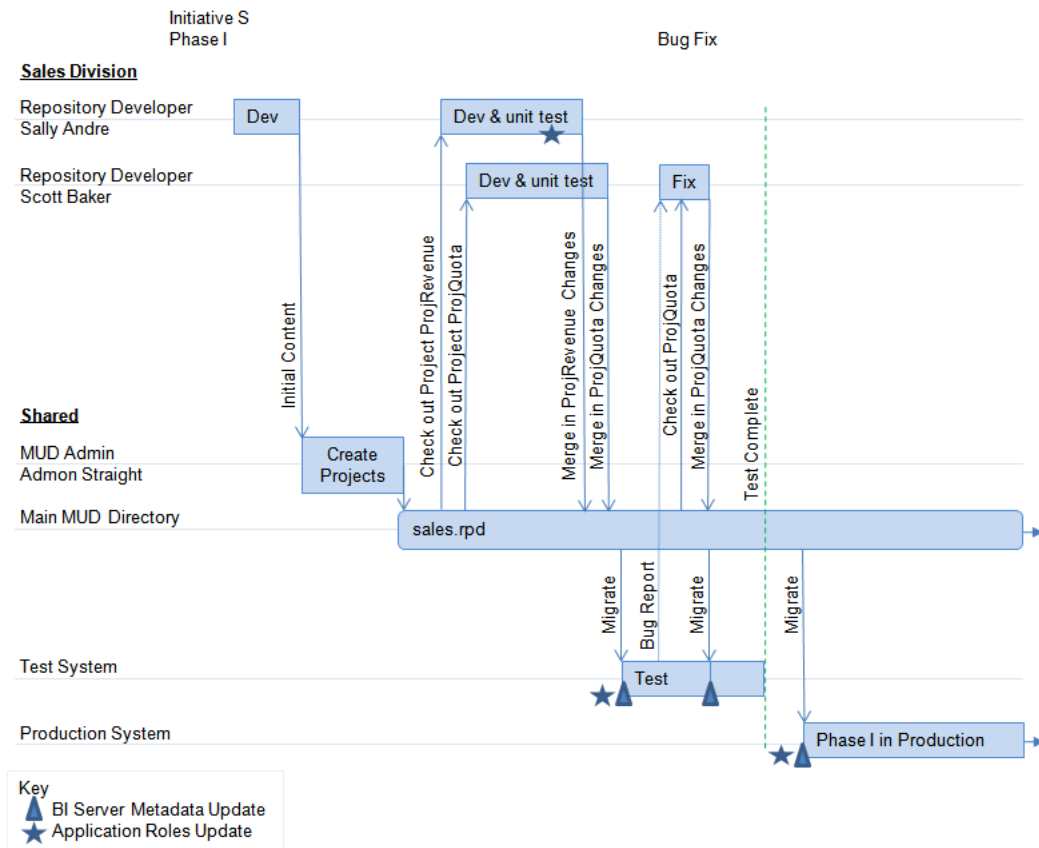 Initiative S
Phase I
Bug Fix
Sales Division
Repository Developer
Sally Andre
Dev
Dev & unit test
Repository Developer
Scott Baker
Dev & unit test
Fix
Initial Content
Check out Project ProjRevenue
Check out Project ProjQuota
Merge in ProjRevenue Changes
Merge in ProjQuota Changes
Check out ProjQuota
Merge in ProjQuota Changes
Test Complete
Shared
MUD Admin
Admon Straight
Create
Projects
Main MUD Directory
sales.rpd
Migrate
Bug Report
Migrate
Migrate
Test System
Test
Production System
Phase I in Production
Key
BI Server Metadata Update
Application Roles Update